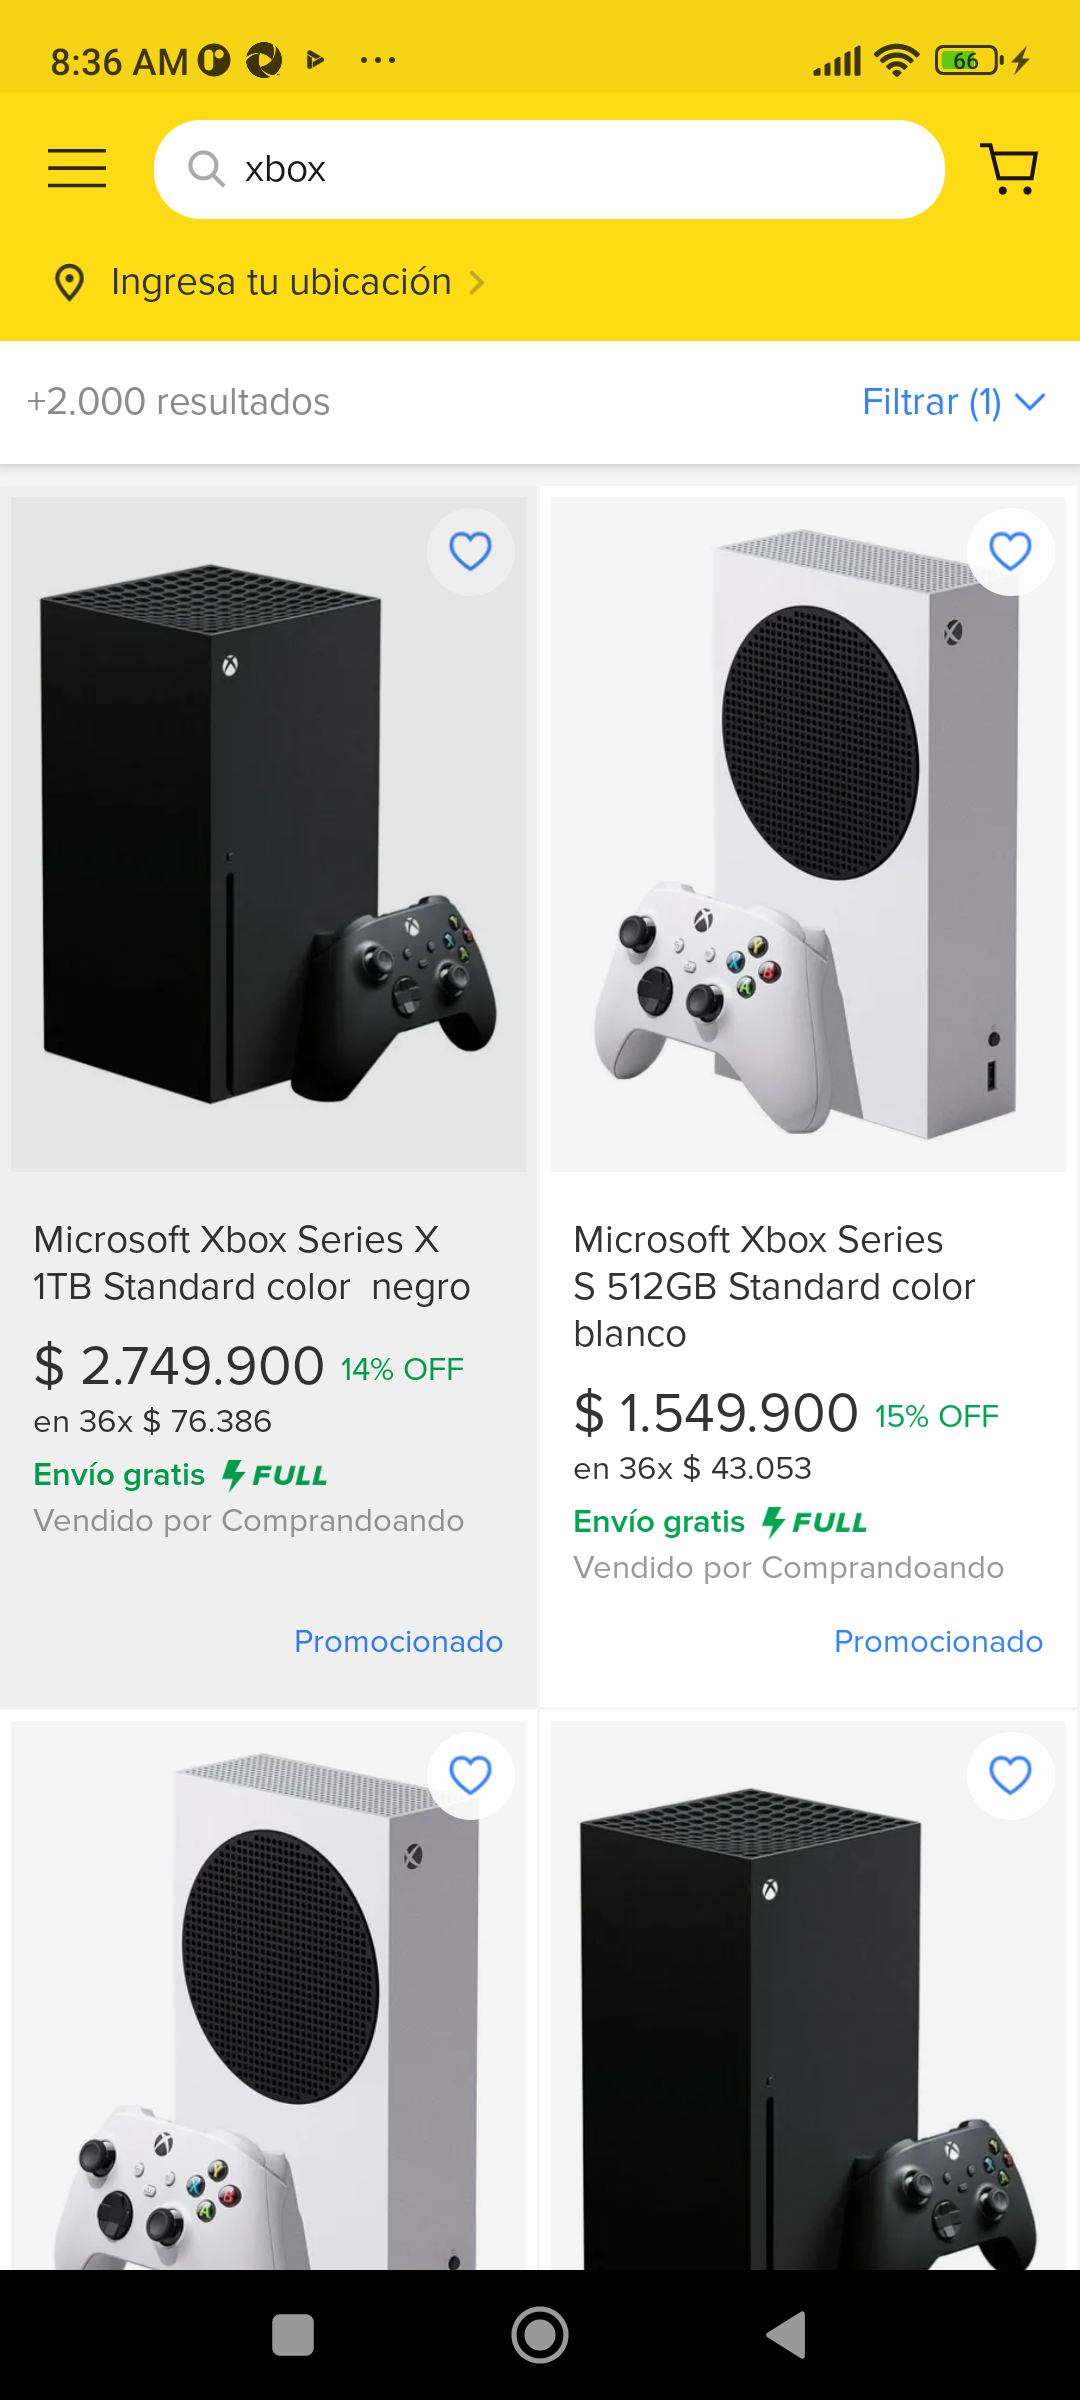 8:36 AM
66
xbox
Ingresa tu ubicación
+2.000 resultados
Filtrar (1)
Microsoft Xbox Series X
1TB Standard color negro
$ 2.749.900 14% OFF
en 36x $ 76.386
Envío gratis FULL
Vendido por Comprandoando
Promocionado
Microsoft Xbox Series
S 512GB Standard color
blanco
$ 1.549.900 15% OFF
en 36x $ 43.053
Envío gratis FULL
Vendido por Comprandoando
Promocionado